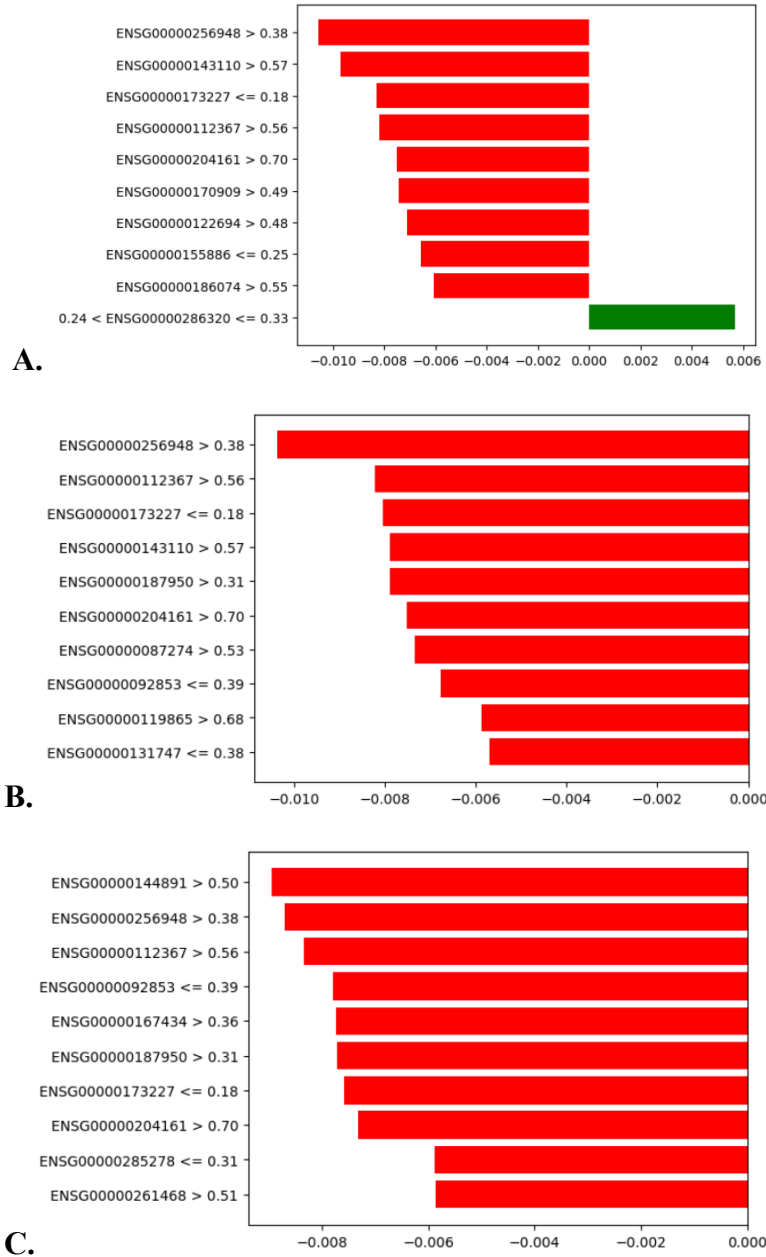 ENSG00000256948 > 0.38
ENSG00000143110 > 0.57
ENSG00000173227 <= 0.18
ENSG00000112367 > 0.56
ENSG00000204161 > 0.70
ENSG00000170909 > 0.49
ENSG00000122694 > 0.48
ENSG00000155886 <= 0.25
ENSG00000186074 > 0.55
0.24 < ENSG00000286320 <= 0.33
−0.010 −0.008 −0.006 −0.004 −0.002 0.000 0.002 0.004 0.006
A.
ENSG00000256948 > 0.38
ENSG00000112367 > 0.56
ENSG00000173227 <= 0.18
ENSG00000143110 > 0.57
ENSG00000187950 > 0.31
ENSG00000204161 > 0.70
ENSG00000087274 > 0.53
ENSG00000092853 <= 0.39
ENSG00000119865 > 0.68
ENSG00000131747 <= 0.38
−0.010 −0.008 −0.006 −0.004 −0.002 0.000
B.
ENSG00000144891 > 0.50
ENSG00000256948 > 0.38
ENSG00000112367 > 0.56
ENSG00000092853 <= 0.39
ENSG00000167434 > 0.36
ENSG00000187950 > 0.31
ENSG00000173227 <= 0.18
ENSG00000204161 > 0.70
ENSG00000285278 <= 0.31
ENSG00000261468 > 0.51
−0.008 −0.006 −0.004 −0.002 0.000
C.